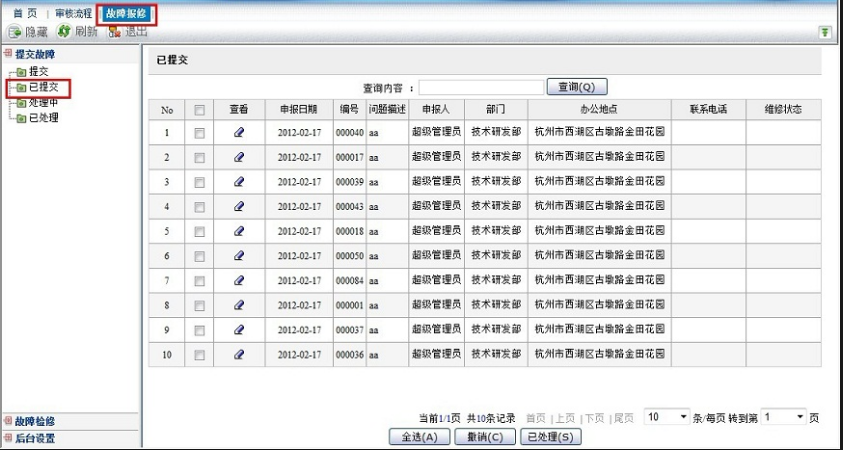 首 页 | 审核流程 故障报修
隐藏 刷新 退出
提交故障
提交
已提交
处理中
已处理
故障检修
后台设置
已提交
查询内容 : 查询(Q)
No 查看 申报日期 编号 问题描述 申报人 部门 办公地点 联系电话 维修状态
1 2012-02-17 000040 aa 超级管理员 技术研发部 杭州市西湖区古墩路金田花园
2 2012-02-17 000017 aa 超级管理员 技术研发部 杭州市西湖区古墩路金田花园
3 2012-02-17 000039 aa 超级管理员 技术研发部 杭州市西湖区古墩路金田花园
4 2012-02-17 000043 aa 超级管理员 技术研发部 杭州市西湖区古墩路金田花园
5 2012-02-17 000018 aa 超级管理员 技术研发部 杭州市西湖区古墩路金田花园
6 2012-02-17 000050 aa 超级管理员 技术研发部 杭州市西湖区古墩路金田花园
7 2012-02-17 000084 aa 超级管理员 技术研发部 杭州市西湖区古墩路金田花园
8 2012-02-17 000001 aa 超级管理员 技术研发部 杭州市西湖区古墩路金田花园
9 2012-02-17 000037 aa 超级管理员 技术研发部 杭州市西湖区古墩路金田花园
10 2012-02-17 000036 aa 超级管理员 技术研发部 杭州市西湖区古墩路金田花园
当前1/1页 共10条记录 首页 | 上页 | 下页 | 尾页 10 条/每页 转到第 1 页
全选(A) 撤销(C) 已处理(S)